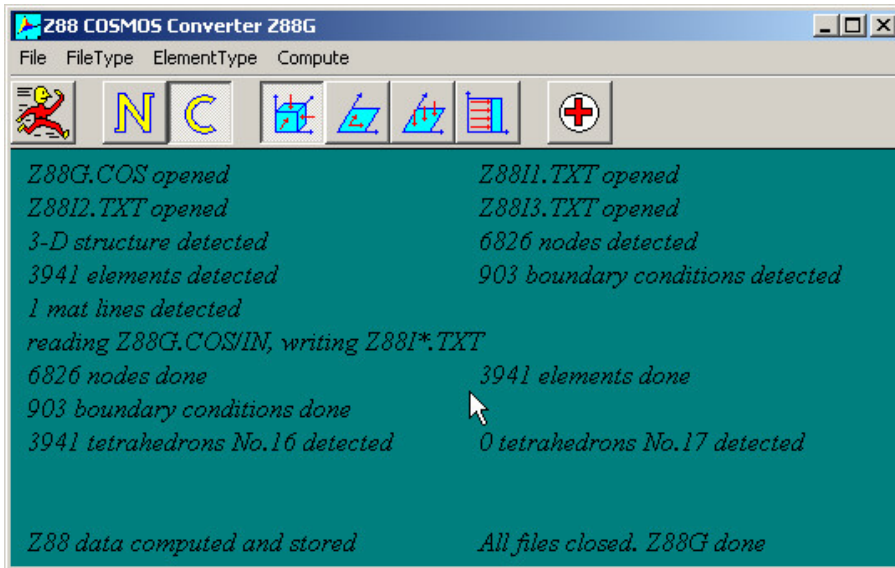 Z88 COSMOS Converter Z88G
File FileType ElementType Compute
N C
Z88G.COS opened Z88I1.TXT opened
Z88I2.TXT opened Z88I3.TXT opened
3-D structure detected 6826 nodes detected
3941 elements detected 903 boundary conditions detected
1 mat lines detected
reading Z88G.COS/IN, writing Z88I*.TXT
6826 nodes done 3941 elements done
903 boundary conditions done
3941 tetrahedrons No.16 detected 0 tetrahedrons No.17 detected
Z88 data computed and stored All files closed. Z88G done